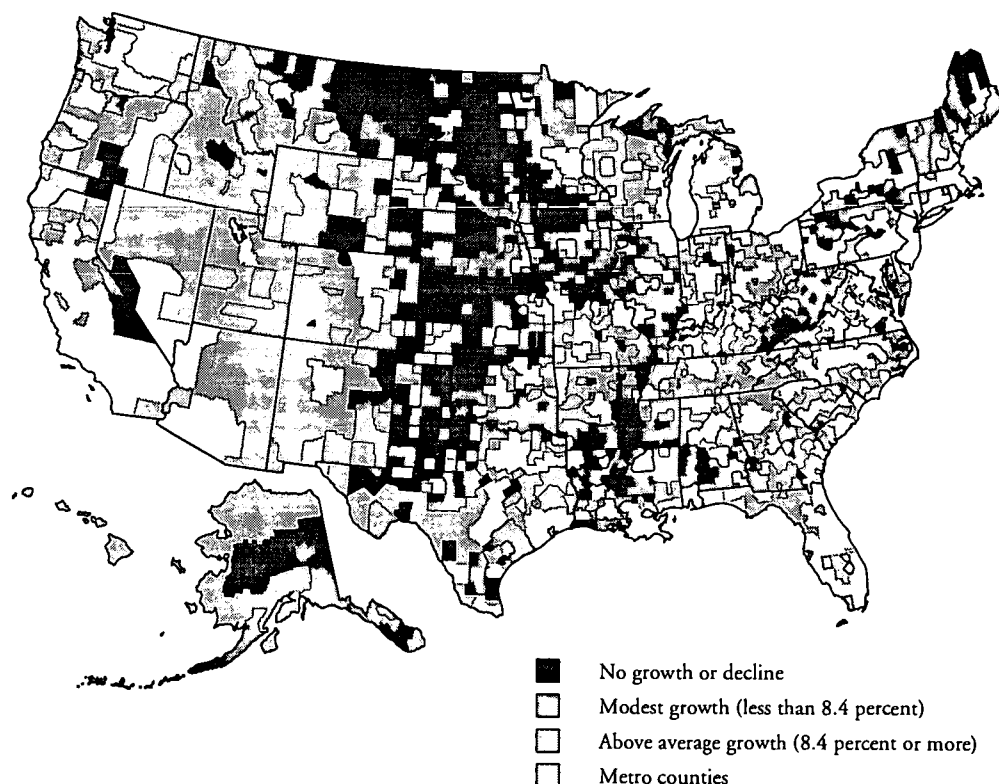 No growth or decline
Modest growth (less than 8.4 percent)
Above average growth (8.4 percent or more)
Metro counties